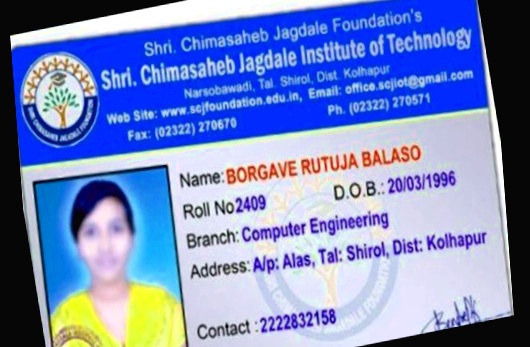 Shri. Chimasaheb Jagdale Foundation's
Shri. Chimasaheb Jagdale Institute of Technology
Narsobawadi, Tal. Shirol, Dist. Kolhapur
Web Site: www.scjfoundation.edu.in, Email: office.scjiot@gmail.com
Fax: (02322) 270670 Ph. (02322) 270571
Name: BORGAVE RUTUJA BALASO
Roll No 2409 D.O.B.: 20/03/1996
Branch: Computer Engineering
Address: A/p: Alas, Tal: Shirol, Dist: Kolhapur
Contact : 2222832158